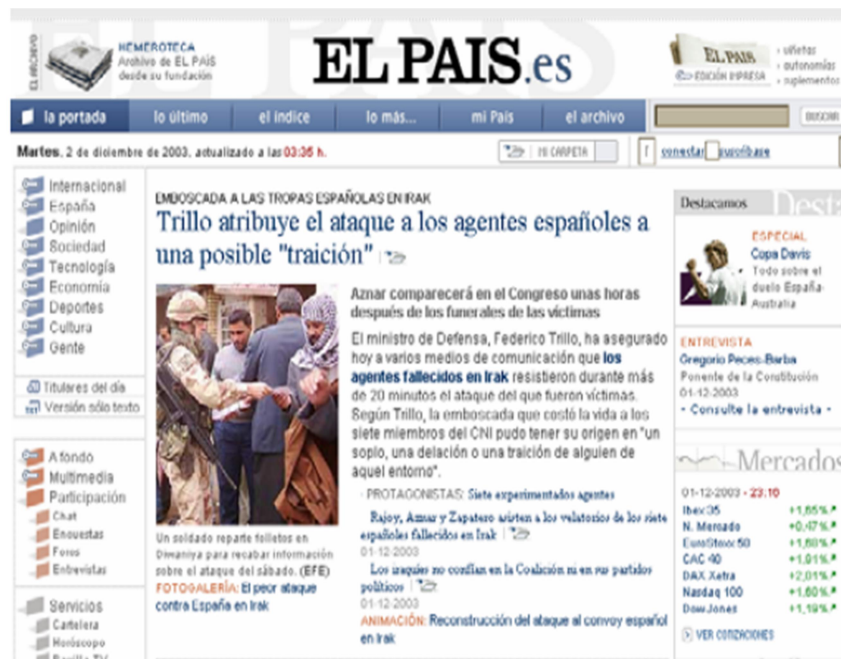 EL ARCHIVO
HEMEROTECA
Archivo de EL PAÍS
desde su fundación
EL PAIS.es
EL PAIS
EDICIÓN IMPRESA
› viñetas
› autonomías
› suplementos
la portada
lo último
el índice
lo más...
mi País
el archivo
BUSCAR
Martes, 2 de diciembre de 2003, actualizado a las 03:35 h.
MI CARPETA
conectar
suscríbase
Internacional
España
Opinión
Sociedad
Tecnología
Economía
Deportes
Cultura
Gente
Titulares del día
Versión sólo texto
A fondo
Multimedia
Participación
Chat
Encuestas
Foros
Entrevistas
Servicios
Cartelera
Horóscopo
EMBOSCADA A LAS TROPAS ESPAÑOLAS EN IRAK
Trillo atribuye el ataque a los agentes españoles a
una posible "traición"
Un soldado reparte folletos en
Diwaniya para recabar información
sobre el ataque del sábado. (EFE)
FOTOGALERÍA: El peor ataque
contra España en Irak
Aznar comparecerá en el Congreso unas horas
después de los funerales de las víctimas
El ministro de Defensa, Federico Trillo, ha asegurado
hoy a varios medios de comunicación que los
agentes fallecidos en Irak resistieron durante más
de 20 minutos el ataque del que fueron víctimas.
Según Trillo, la emboscada que costó la vida a los
siete miembros del CNI pudo tener su origen en "un
soplo, una delación o una traición de alguien de
aquel entorno".
PROTAGONISTAS: Siete experimentados agentes
Rajoy, Aznar y Zapatero asisten a los velatorios de los siete
españoles fallecidos en Irak
01-12-2003
Los iraquíes no confían en la Coalición ni en sus partidos
políticos
01-12-2003
ANIMACIÓN: Reconstrucción del ataque al convoy español
en Irak
Destacamos
ESPECIAL
Copa Davis
Todo sobre el
duelo España-
Australia
ENTREVISTA
Gregorio Peces-Barba
Ponente de la Constitución
01-12-2003
- Consulte la entrevista -
Mercados
01-12-2003 - 23:16
Ibex 35 +1,65%
N. Mercado +0,47%
EuroStoxx 50 +1,88%
CAC 40 +1,91%
DAX Xetra +2,01%
Nasdaq 100 +1,60%
Dow Jones +1,19%
VER COTIZACIONES